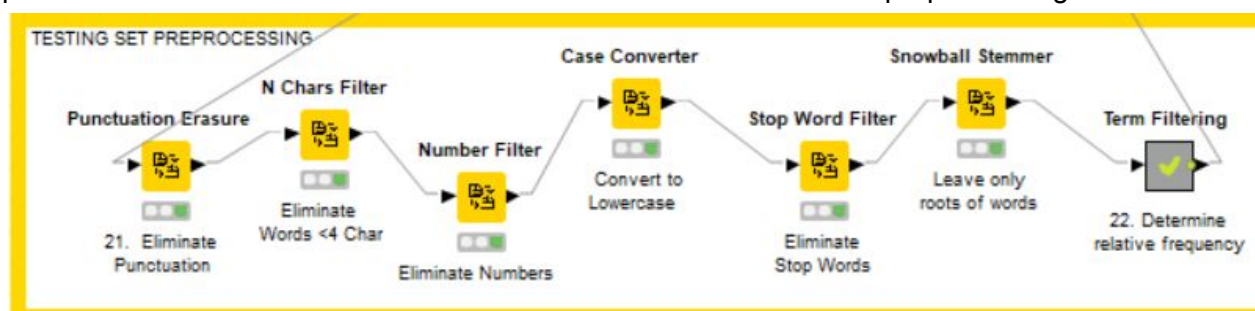 TESTING SET PREPROCESSING
Punctuation Erasure
21. Eliminate
Punctuation
N Chars Filter
Eliminate
Words <4 Char
Number Filter
Eliminate Numbers
Case Converter
Convert to
Lowercase
Stop Word Filter
Eliminate
Stop Words
Snowball Stemmer
Leave only
roots of words
Term Filtering
22. Determine
relative frequency